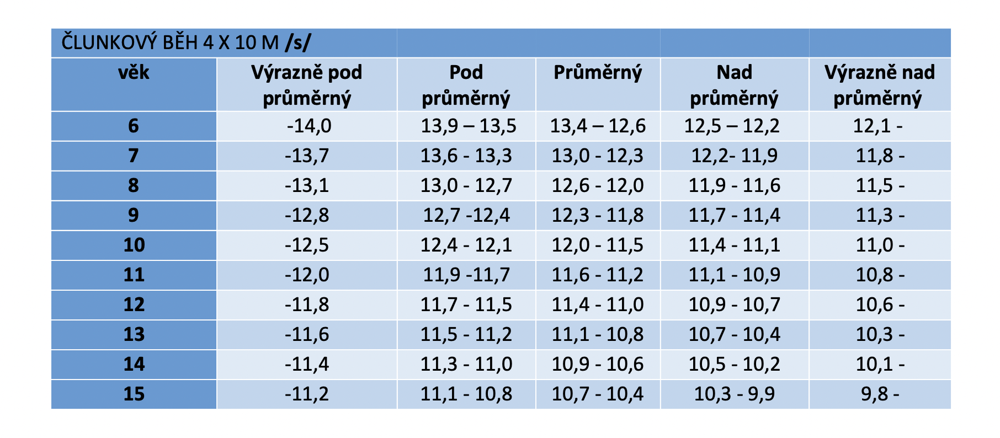 ČLUNKOVÝ BĚH 4 X 10 M /s/
věk Výrazně pod průměrný Pod průměrný Průměrný Nad průměrný Výrazně nad průměrný
6 -14,0 13,9 – 13,5 13,4 – 12,6 12,5 – 12,2 12,1 -
7 -13,7 13,6 - 13,3 13,0 - 12,3 12,2- 11,9 11,8 -
8 -13,1 13,0 - 12,7 12,6 - 12,0 11,9 - 11,6 11,5 -
9 -12,8 12,7 -12,4 12,3 - 11,8 11,7 - 11,4 11,3 -
10 -12,5 12,4 - 12,1 12,0 - 11,5 11,4 - 11,1 11,0 -
11 -12,0 11,9 -11,7 11,6 - 11,2 11,1 - 10,9 10,8 -
12 -11,8 11,7 - 11,5 11,4 - 11,0 10,9 - 10,7 10,6 -
13 -11,6 11,5 - 11,2 11,1 - 10,8 10,7 - 10,4 10,3 -
14 -11,4 11,3 - 11,0 10,9 - 10,6 10,5 - 10,2 10,1 -
15 -11,2 11,1 - 10,8 10,7 - 10,4 10,3 - 9,9 9,8 -